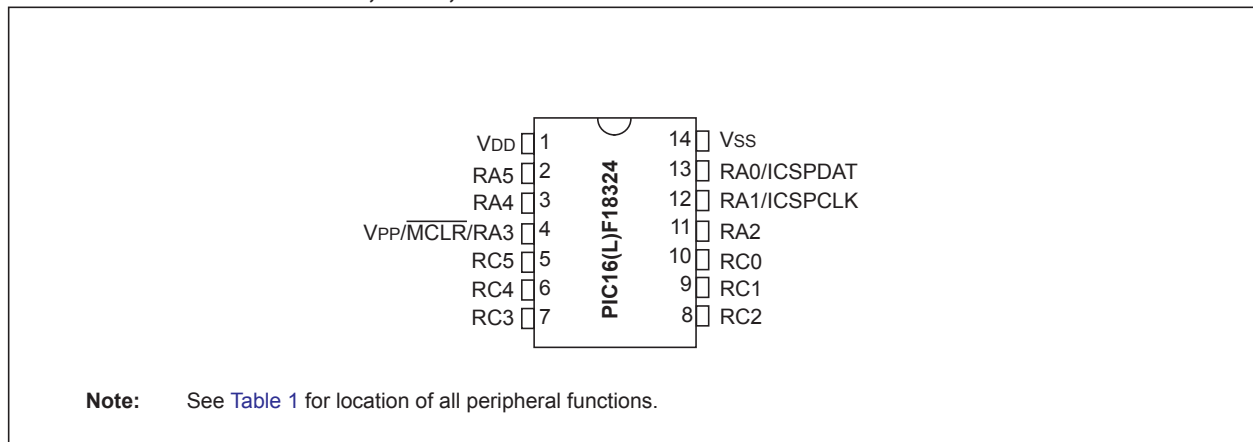 VDD 1 14 VSS
RA5 2 13 RA0/ICSPDAT
RA4 3 12 RA1/ICSPCLK
VPP/MCLR/RA3 4 11 RA2
RC5 5 10 RC0
RC4 6 9 RC1
RC3 7 8 RC2
PIC16(L)F18324
Note: See Table 1 for location of all peripheral functions.